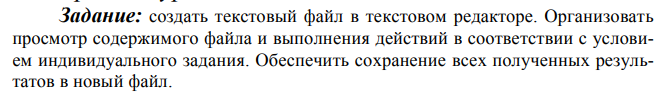 Задание: создать текстовый файл в текстовом редакторе. Организовать
просмотр содержимого файла и выполнения действий в соответствии с услови-
ем индивидуального задания. Обеспечить сохранение всех полученных резуль-
татов в новый файл.